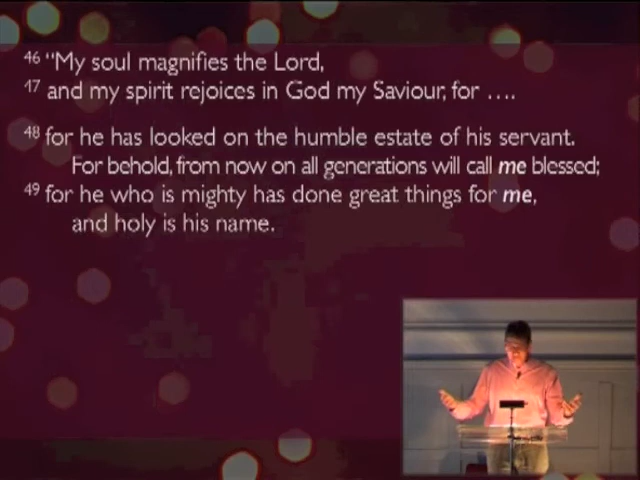 46 "My soul magnifies the Lord,
47 and my spirit rejoices in God my Saviour, for ….
48 for he has looked on the humble estate of his servant.
For behold, from now on all generations will call me blessed;
49 for he who is mighty has done great things for me,
and holy is his name.